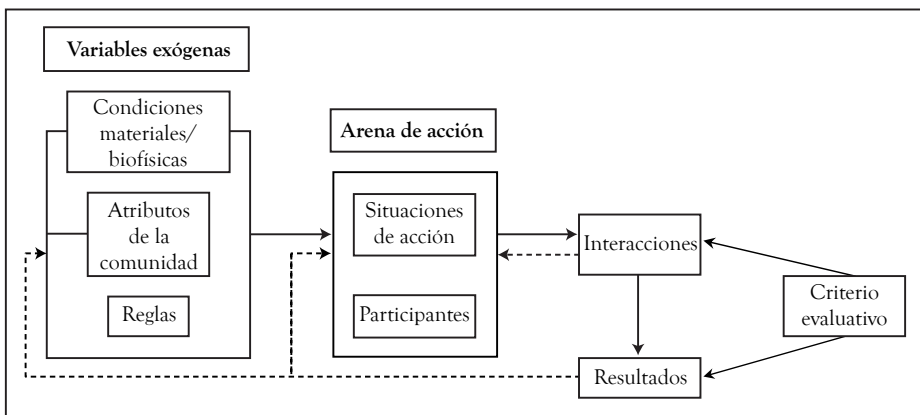 Variables exógenas
Condiciones
materiales/
biofísicas
Atributos
de la
comunidad
Reglas
Arena de acción
Situaciones
de acción
Participantes
Interacciones
Resultados
Criterio
evaluativo